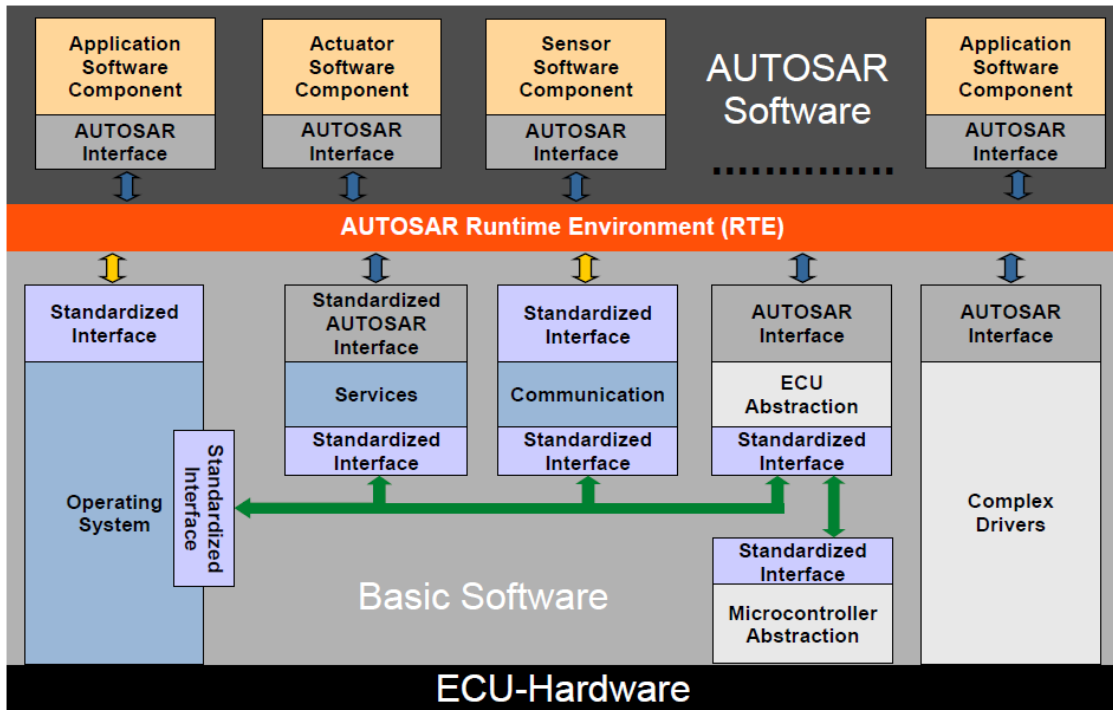 Application
Software
Component
AUTOSAR
Interface
Actuator
Software
Component
AUTOSAR
Interface
Sensor
Software
Component
AUTOSAR
Interface
AUTOSAR
Software
..............
Application
Software
Component
AUTOSAR
Interface
AUTOSAR Runtime Environment (RTE)
Standardized
Interface
Operating
System
Standardized
Interface
Standardized
AUTOSAR
Interface
Services
Standardized
Interface
Standardized
Interface
Communication
Standardized
Interface
AUTOSAR
Interface
ECU
Abstraction
Standardized
Interface
Standardized
Interface
Microcontroller
Abstraction
AUTOSAR
Interface
Complex
Drivers
Basic Software
ECU-Hardware